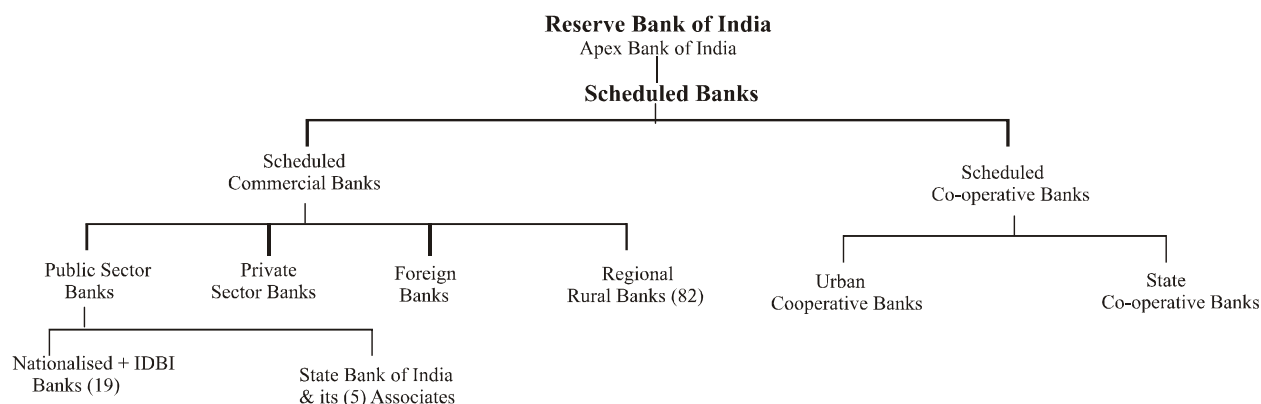 Reserve Bank of India
Apex Bank of India
Scheduled Banks
Scheduled
Commercial Banks
Scheduled
Co-operative Banks
Public Sector
Banks
Private
Sector Banks
Foreign
Banks
Regional
Rural Banks (82)
Urban
Cooperative Banks
State
Co-operative Banks
Nationalised + IDBI
Banks (19)
State Bank of India
& its (5) Associates